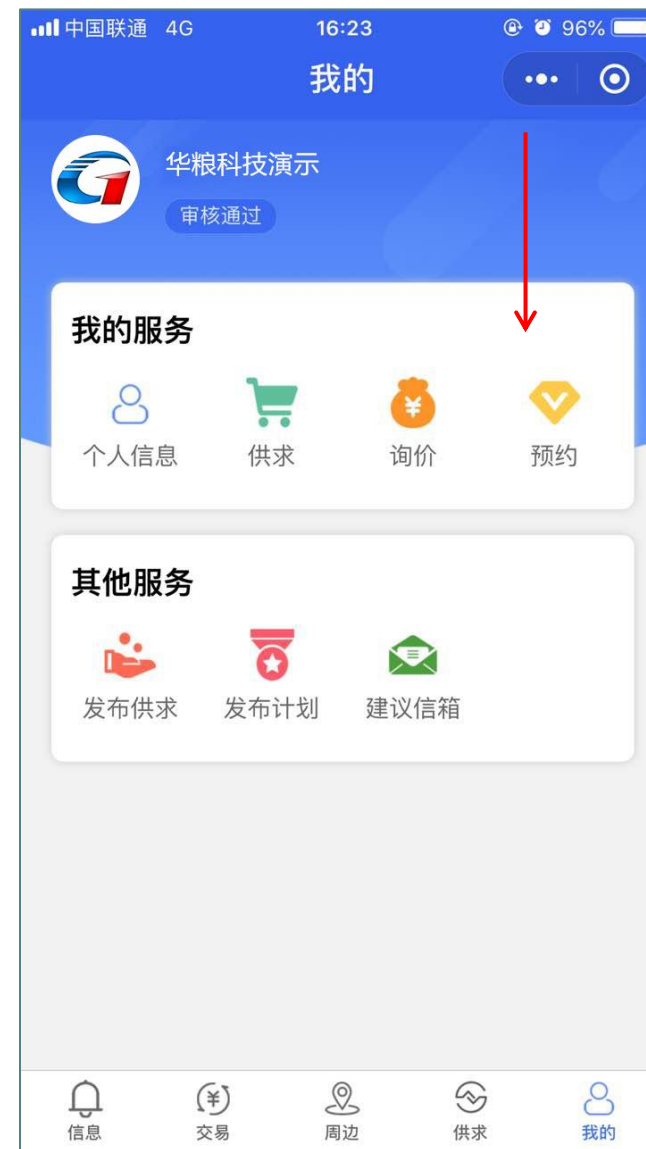 中国联通 4G 16:23 96%
我的
华粮科技演示
审核通过
我的服务
个人信息 供求 询价 预约
其他服务
发布供求 发布计划 建议信箱
信息 交易 周边 供求 我的